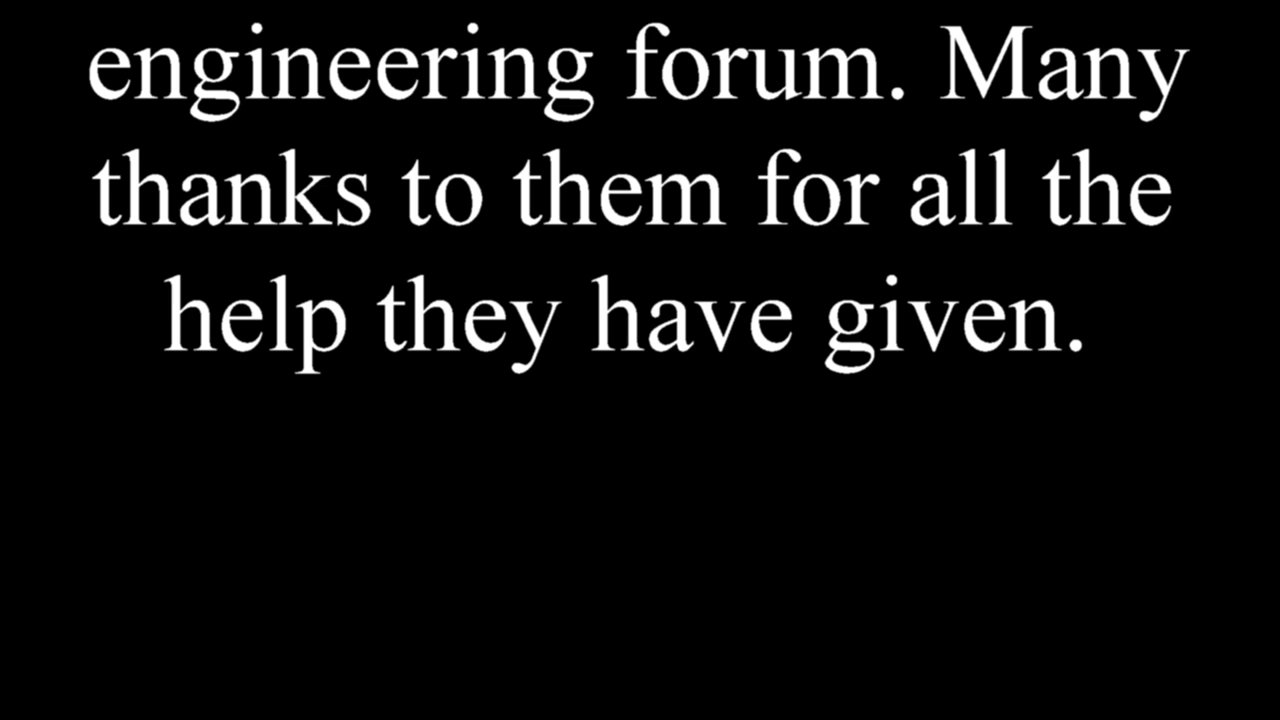 engineering forum. Many
thanks to them for all the
help they have given.